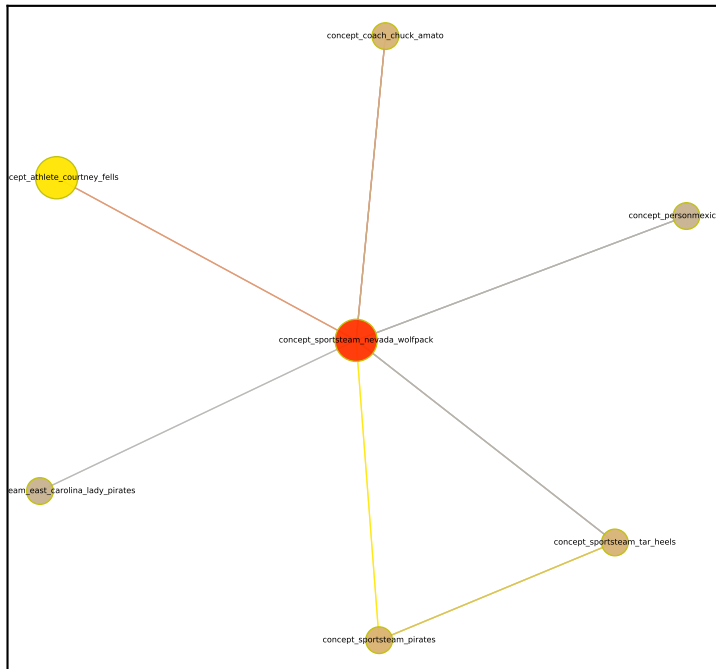 concept_coach_chuck_amato
cept_athlete_courtney_fells
concept_personmexic
concept_sportsteam_nevada_wolfpack
eam_east_carolina_lady_pirates
concept_sportsteam_tar_heels
concept_sportsteam_pirates